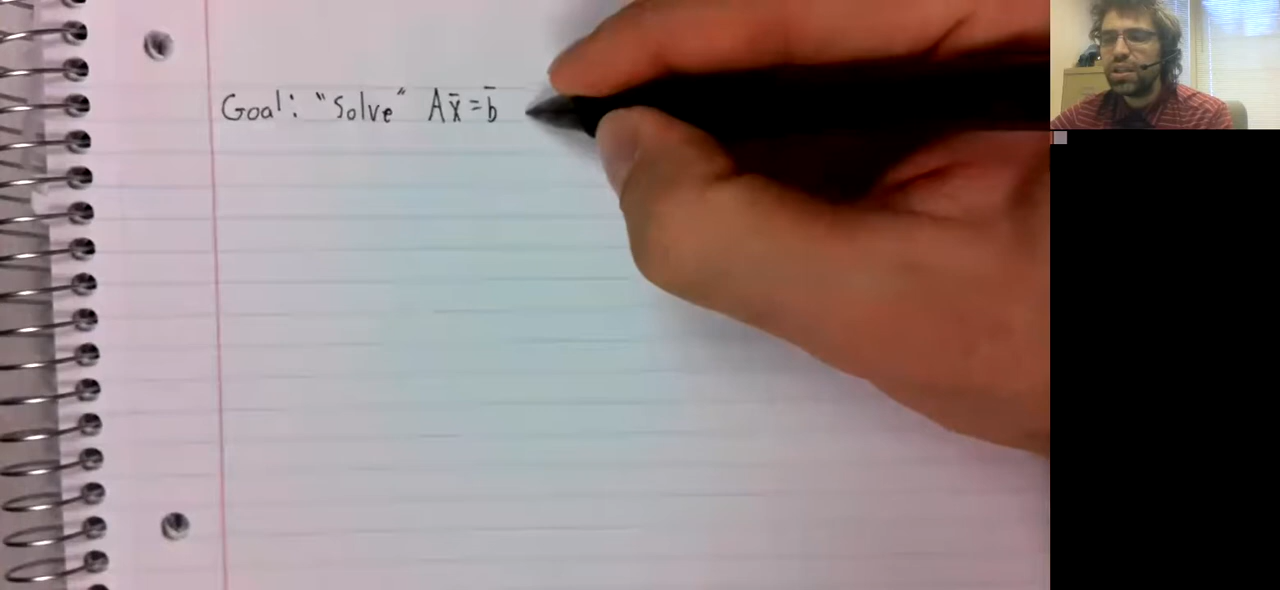 Goal: "Solve" Ax̄ = b̄